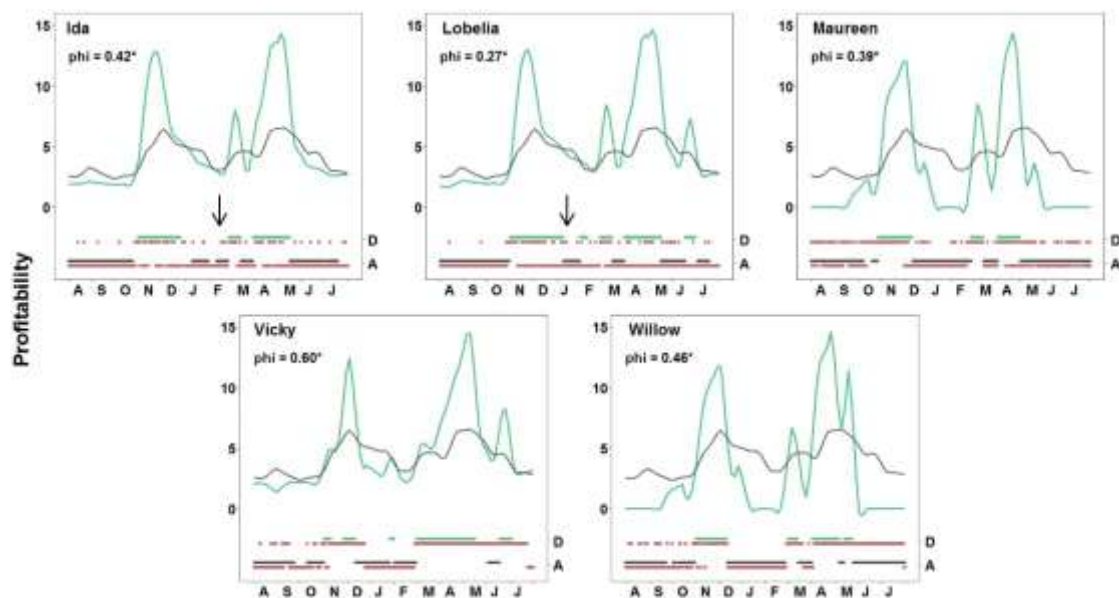 Profitability
Ida
phi = 0.42*
15
10
5
0
D
A
A S O N D J F M A M J J
Lobelia
phi = 0.27*
15
10
5
0
D
A
A S O N D J F M A M J J
Maureen
phi = 0.39*
15
10
5
0
D
A
A S O N D J F M A M J J
Vicky
phi = 0.60*
15
10
5
0
D
A
A S O N D J F M A M J J
Willow
phi = 0.46*
15
10
5
0
D
A
A S O N D J F M A M J J